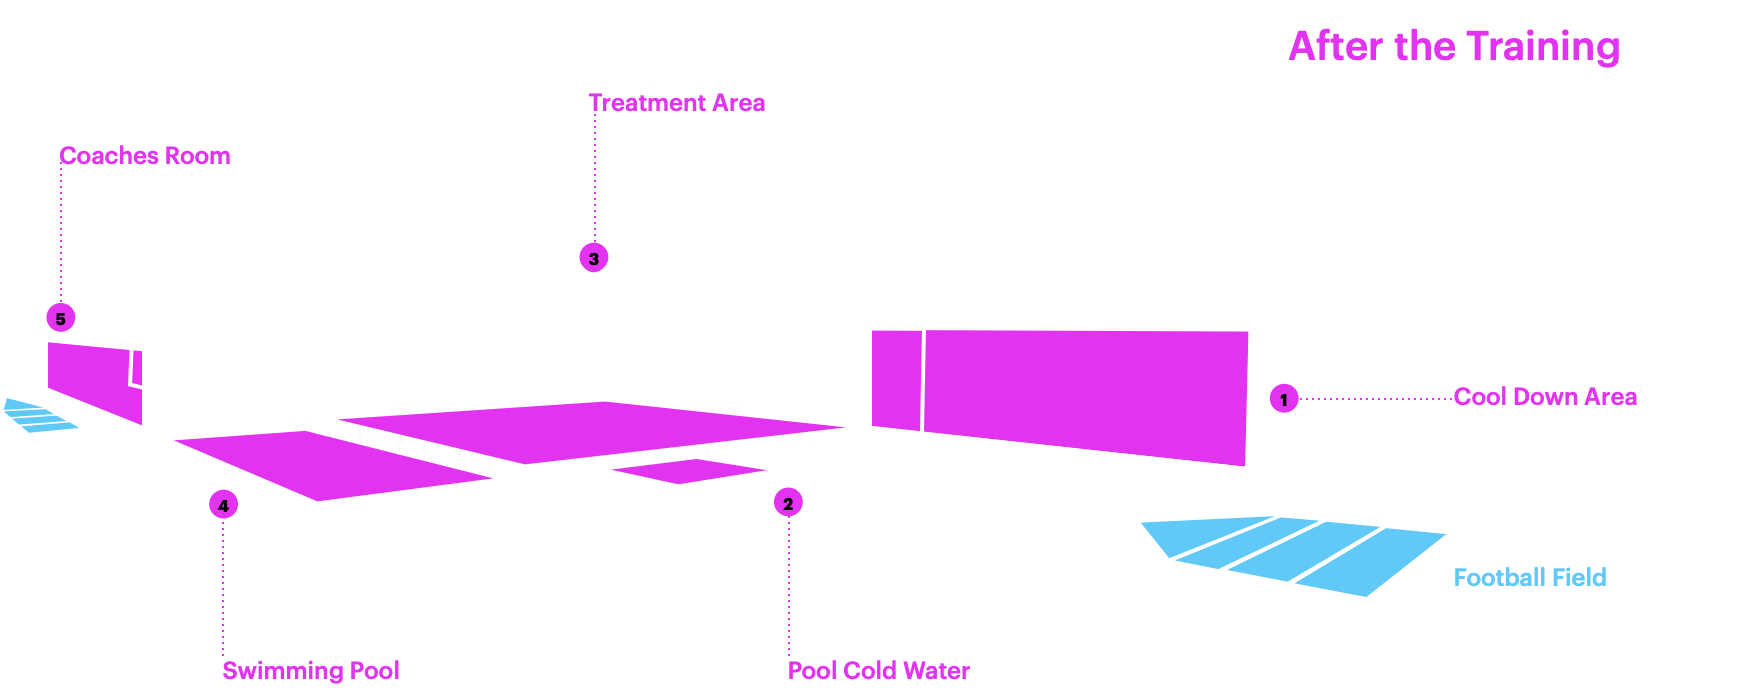 After the Training
Treatment Area
Coaches Room
3
5
1
Cool Down Area
4
2
Football Field
Swimming Pool
Pool Cold Water